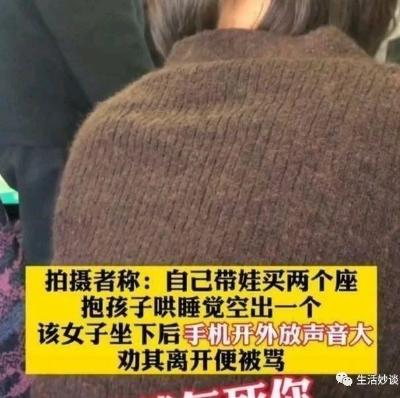 拍摄者称：自己带娃买两个座
抱孩子哄睡觉空出一个
该女子坐下后手机开外放声音大
劝其离开便被骂
生活妙谈